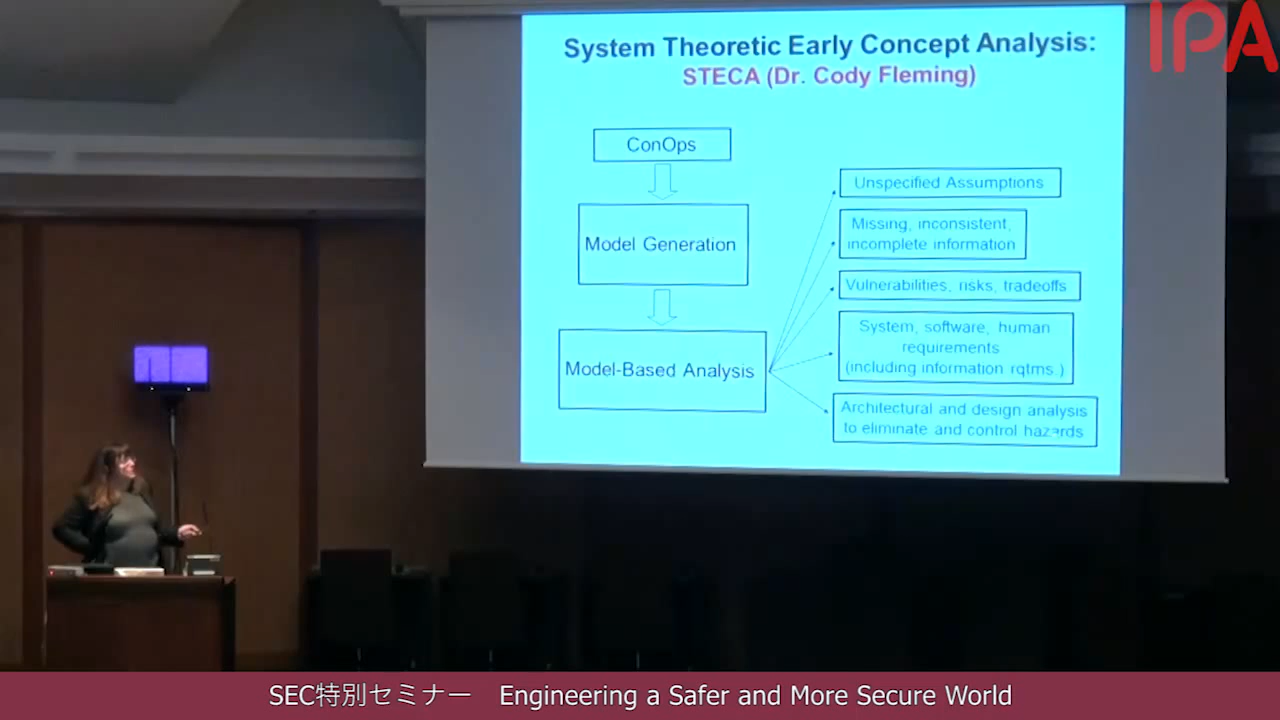 IPA
System Theoretic Early Concept Analysis:
STECA (Dr. Cody Fleming)
ConOps
Model Generation
Model-Based Analysis
Unspecified Assumptions
Missing, inconsistent,
incomplete information
Vulnerabilities, risks, tradeoffs
System, software, human
requirements
(including information rqtms.)
Architectural and design analysis
to eliminate and control hazards
SEC特別セミナー Engineering a Safer and More Secure World